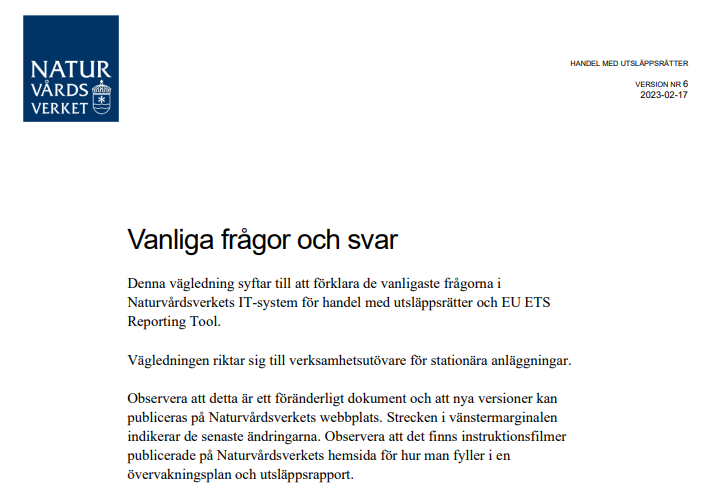 NATUR
VÅRDS
VERKET
HANDEL MED UTSLÄPPSRÄTTER
VERSION NR 6
2023-02-17
Vanliga frågor och svar
Denna vägledning syftar till att förklara de vanligaste frågorna i
Naturvårdsverkets IT-system för handel med utsläppsrätter och EU ETS
Reporting Tool.
Vägledningen riktar sig till verksamhetsutövare för stationära anläggningar.
Observera att detta är ett föränderligt dokument och att nya versioner kan
publiceras på Naturvårdsverkets webbplats. Strecken i vänstermarginalen
indikerar de senaste ändringarna. Observera att det finns instruktionsfilmer
publicerade på Naturvårdsverkets hemsida för hur man fyller i en
övervakningsplan och utsläppsrapport.